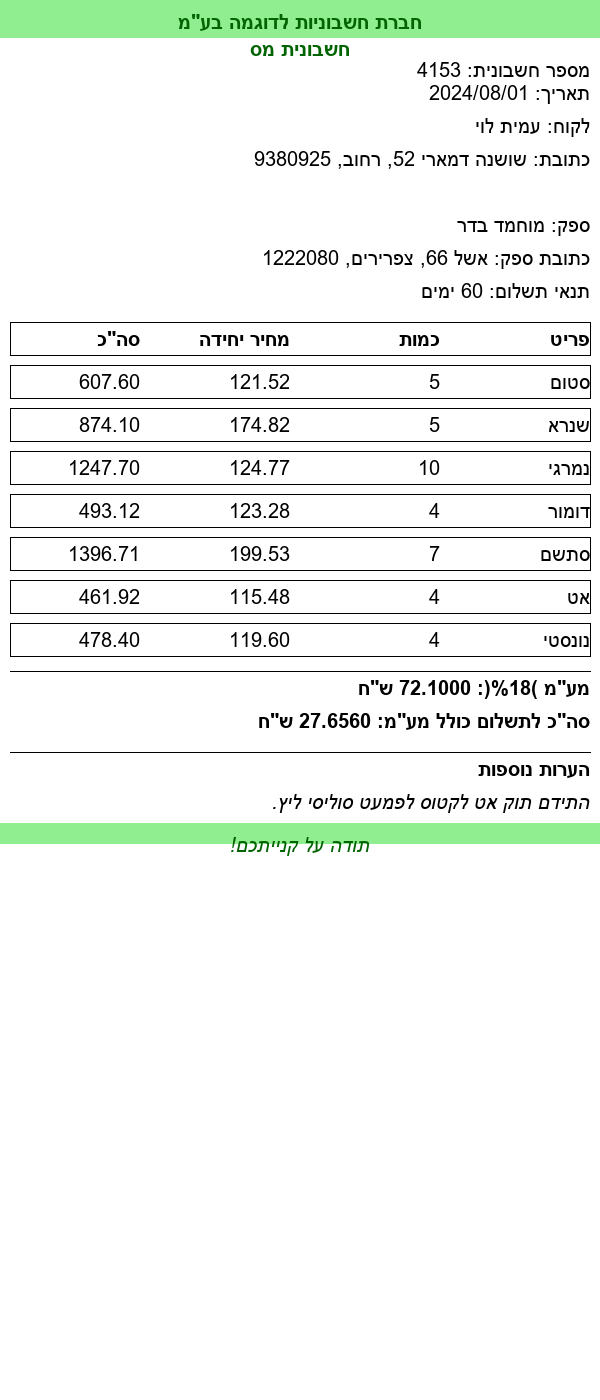 חברת חשבוניות לדוגמה בע"מ
חשבונית מס
מספר חשבונית: 4153
תאריך: 2024/08/01
לקוח: עמית לוי
כתובת: שושנה דמארי 52, רחוב, 9380925
ספק: מוחמד בדר
כתובת ספק: אשל 66, צפרירים, 1222080
תנאי תשלום: 60 ימים
פריט כמות מחיר יחידה סה"כ
סטום 5 121.52 607.60
שנרא 5 174.82 874.10
נמרגי 10 124.77 1247.70
דומור 4 123.28 493.12
סתשם 7 199.53 1396.71
אט 4 115.48 461.92
נונסטי 4 119.60 478.40
מע"מ )18%(: 72.1000 ש"ח
סה"כ לתשלום כולל מע"מ: 27.6560 ש"ח
הערות נוספות
התידם תוק אט לקטוס לפמעט סוליסי ליץ.
תודה על קנייתכם!